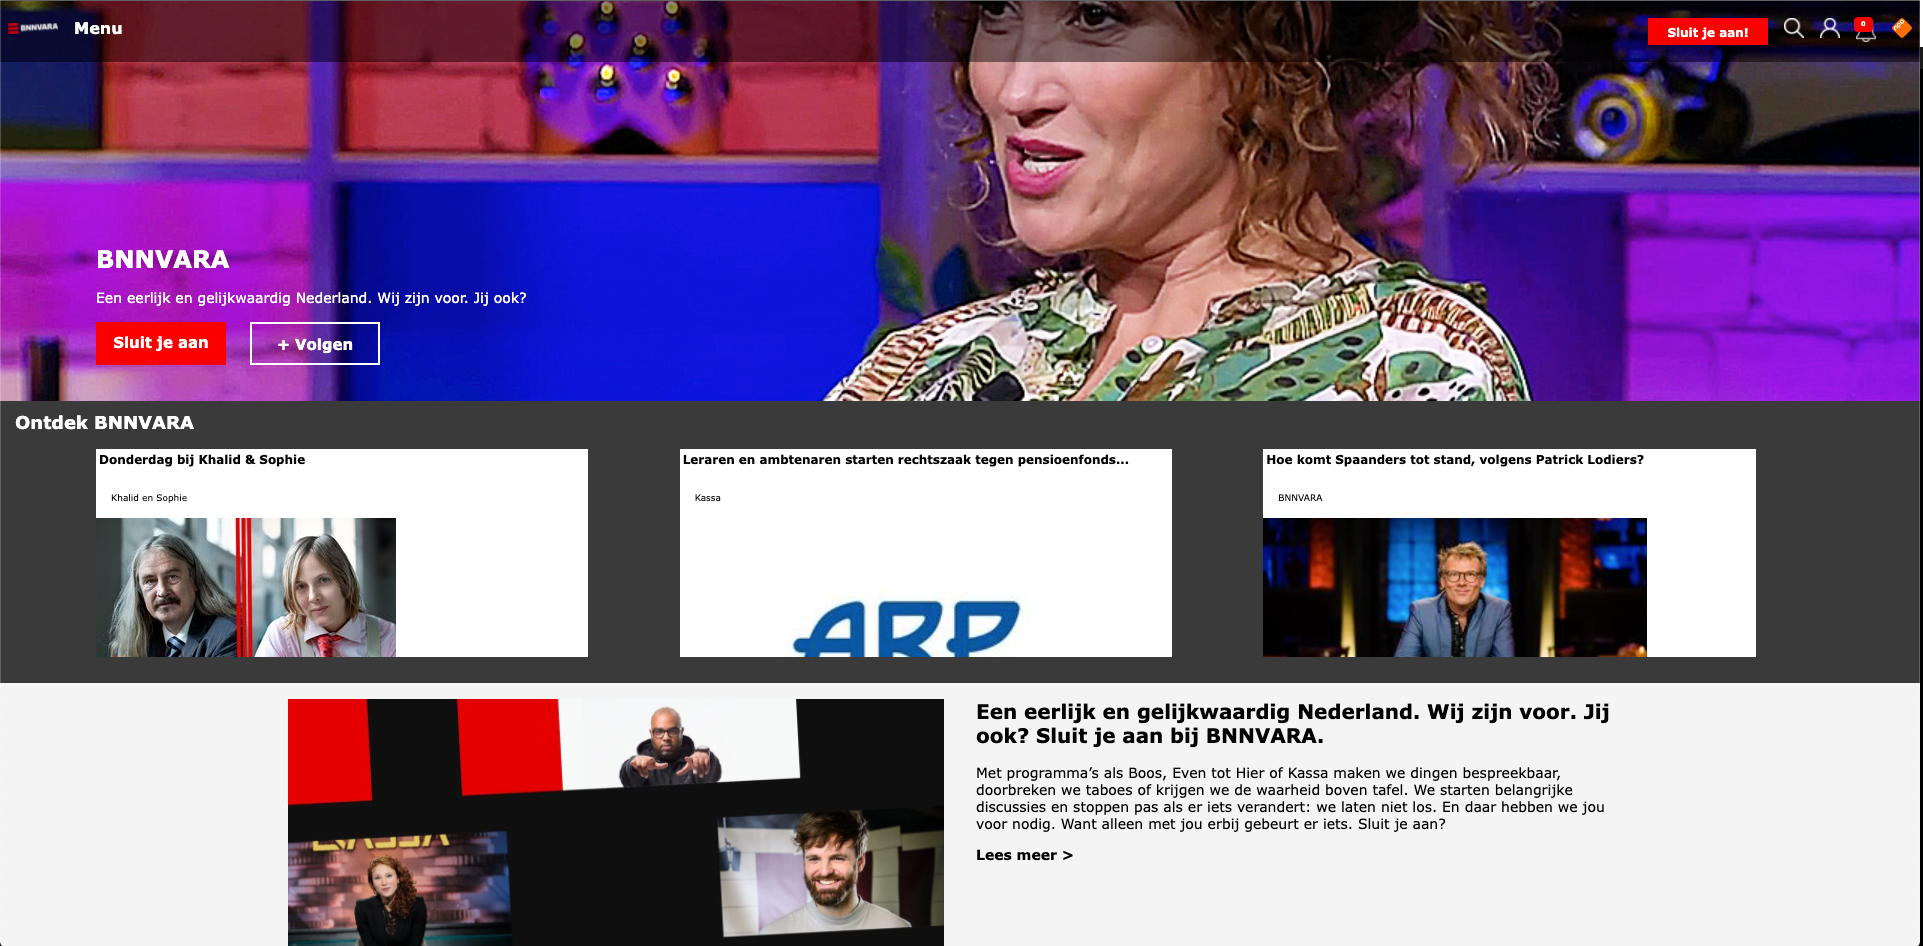 BNNVARA
Menu
Sluit je aan!
0
npo
BNNVARA
Een eerlijk en gelijkwaardig Nederland. Wij zijn voor. Jij ook?
Sluit je aan
+ Volgen
Ontdek BNNVARA
Donderdag bij Khalid & Sophie
Khalid en Sophie
Leraren en ambtenaren starten rechtszaak tegen pensioenfonds...
Kassa
ABP
Hoe komt Spaanders tot stand, volgens Patrick Lodiers?
BNNVARA
KASSA
Een eerlijk en gelijkwaardig Nederland. Wij zijn voor. Jij
ook? Sluit je aan bij BNNVARA.
Met programma’s als Boos, Even tot Hier of Kassa maken we dingen bespreekbaar,
doorbreken we taboes of krijgen we de waarheid boven tafel. We starten belangrijke
discussies en stoppen pas als er iets verandert: we laten niet los. En daar hebben we jou
voor nodig. Want alleen met jou erbij gebeurt er iets. Sluit je aan?
Lees meer >